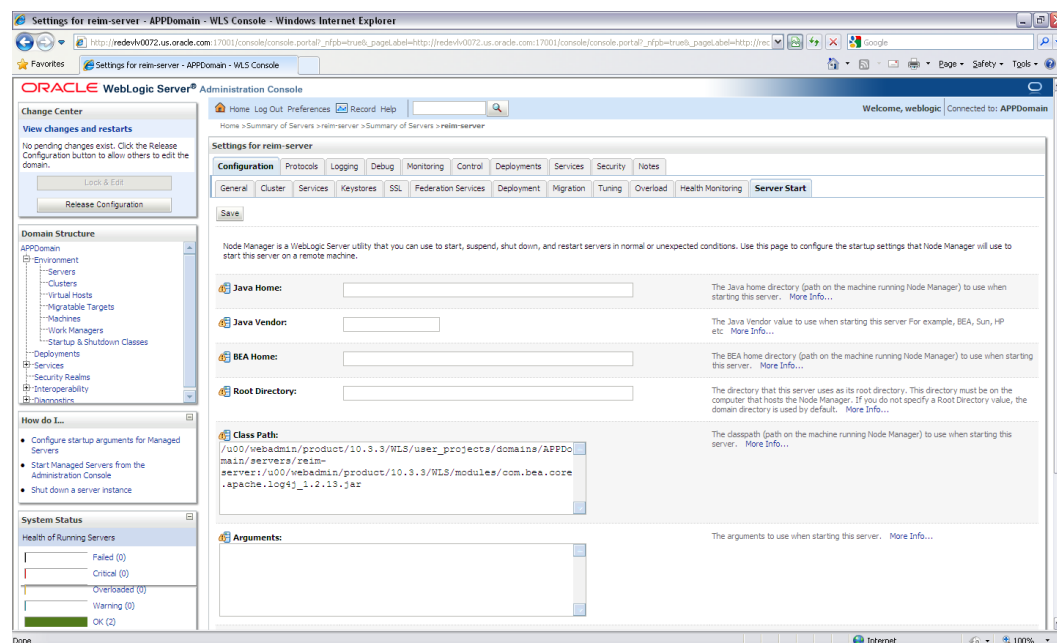 Settings for reim-server - APPDomain - WLS Console - Windows Internet Explorer
http://redevlv0072.us.oracle.com:17001/console/console.portal?_nfpb=true&_pageLabel=http://redevlv0072.us.oracle.com:17001/console/console.portal?_nfpb=true&_pageLabel=http://rec
Google
Favorites
Settings for reim-server - APPDomain - WLS Console
Page Safety Tools
ORACLE WebLogic Server® Administration Console
Change Center
View changes and restarts
No pending changes exist. Click the Release
Configuration button to allow others to edit the
domain.
Lock & Edit
Release Configuration
Domain Structure
APPDomain
Environment
Servers
Clusters
Virtual Hosts
Migratable Targets
Machines
Work Managers
Startup & Shutdown Classes
Deployments
Services
Security Realms
Interoperability
Diagnostics
How do I...
Configure startup arguments for Managed
Servers
Start Managed Servers from the
Administration Console
Shut down a server instance
System Status
Health of Running Servers
Failed (0)
Critical (0)
Overloaded (0)
Warning (0)
OK (2)
Home Log Out Preferences Record Help
Welcome, weblogic Connected to: APPDomain
Home >Summary of Servers >reim-server >Summary of Servers >reim-server
Settings for reim-server
Configuration Protocols Logging Debug Monitoring Control Deployments Services Security Notes
General Cluster Services Keystores SSL Federation Services Deployment Migration Tuning Overload Health Monitoring Server Start
Save
Node Manager is a WebLogic Server utility that you can use to start, suspend, shut down, and restart servers in normal or unexpected conditions. Use this page to configure the startup settings that Node Manager will use to
start this server on a remote machine.
Java Home:
The Java home directory (path on the machine running Node Manager) to use when
starting this server. More Info...
Java Vendor:
The Java Vendor value to use when starting this server For example, BEA, Sun, HP
etc More Info...
BEA Home:
The BEA home directory (path on the machine running Node Manager) to use when starting
this server. More Info...
Root Directory:
The directory that this server uses as its root directory. This directory must be on the
computer that hosts the Node Manager. If you do not specify a Root Directory value, the
domain directory is used by default. More Info...
Class Path:
/u00/webadmin/product/10.3.3/WLS/user_projects/domains/APPDo
main/servers/reim-
server:/u00/webadmin/product/10.3.3/WLS/modules/com.bea.core
.apache.log4j_1.2.13.jar
The classpath (path on the machine running Node Manager) to use when starting this
server. More Info...
Arguments:
The arguments to use when starting this server. More Info...
Done
Internet
100%